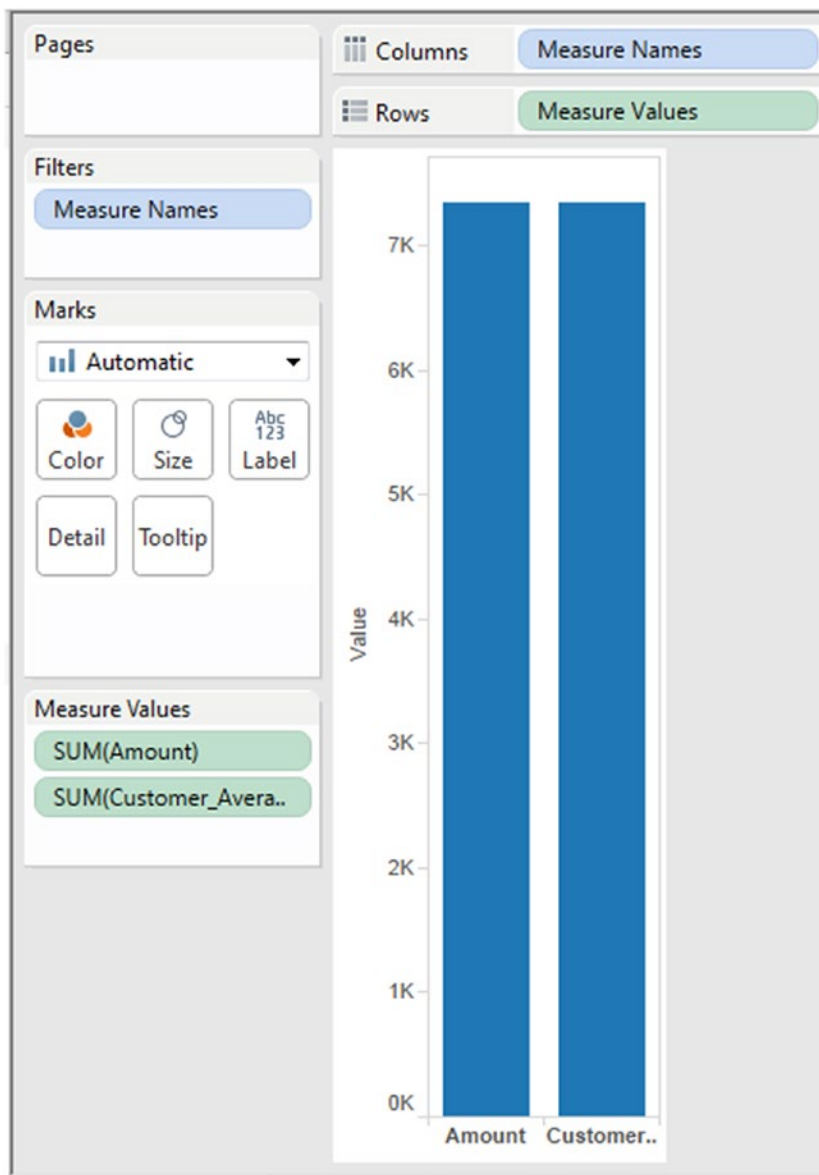 Pages
Columns
Measure Names
Rows
Measure Values
Filters
Measure Names
Marks
Automatic
Color
Size
Abc
123
Label
Detail
Tooltip
Measure Values
SUM(Amount)
SUM(Customer_Avera..
Value
7K
6K
5K
4K
3K
2K
1K
0K
Amount
Customer..